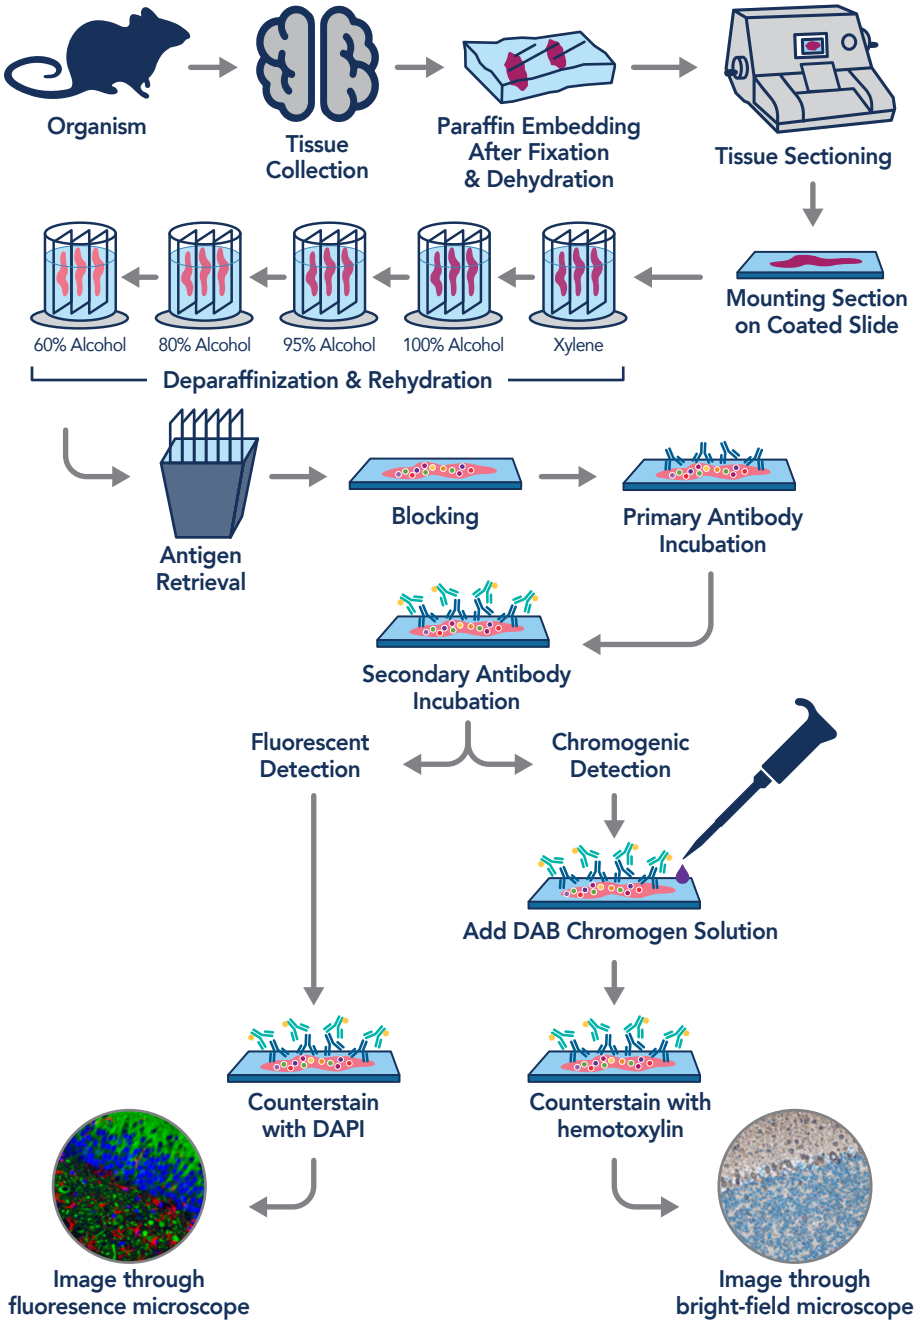 Organism
Tissue
Collection
Paraffin Embedding
After Fixation
& Dehydration
Tissue Sectioning
Mounting Section
on Coated Slide
60% Alcohol
80% Alcohol
95% Alcohol
100% Alcohol
Xylene
Deparaffinization & Rehydration
Antigen
Retrieval
Blocking
Primary Antibody
Incubation
Secondary Antibody
Incubation
Fluorescent
Detection
Chromogenic
Detection
Add DAB Chromogen Solution
Counterstain
with DAPI
Counterstain with
hemotoxylin
Image through
fluoresence microscope
Image through
bright-field microscope